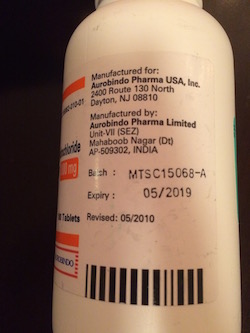 Manufactured for:
Aurobindo Pharma USA, Inc.
2400 Route 130 North
Dayton, NJ 08810
Manufactured by:
Aurobindo Pharma Limited
Unit-VII (SEZ)
Mahaboob Nagar (Dt)
AP-509302, INDIA
Batch : MTSC15068-A
Expiry : 05/2019
Tablets Revised: 05/2010